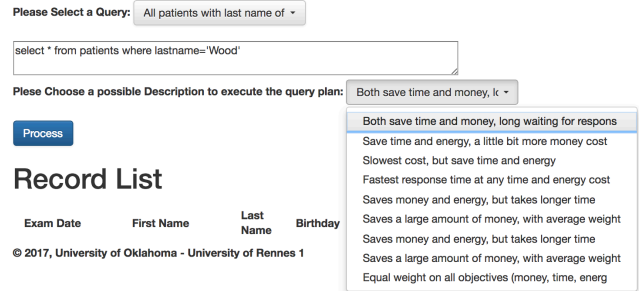 Please Select a Query: All patients with last name of
select * from patients where lastname='Wood'
Plese Choose a possible Description to execute the query plan: Both save time and money, lc
Both save time and money, long waiting for respons
Process
Save time and energy, a little bit more money cost
Slowest cost, but save time and energy
Record List
Fastest response time at any time and energy cost
Saves money and energy, but takes longer time
Exam Date First Name Last Name Birthday
Saves a large amount of money, with average weight
Saves money and energy, but takes longer time
© 2017, University of Oklahoma - University of Rennes 1
Saves a large amount of money, with average weight
Equal weight on all objectives (money, time, energ